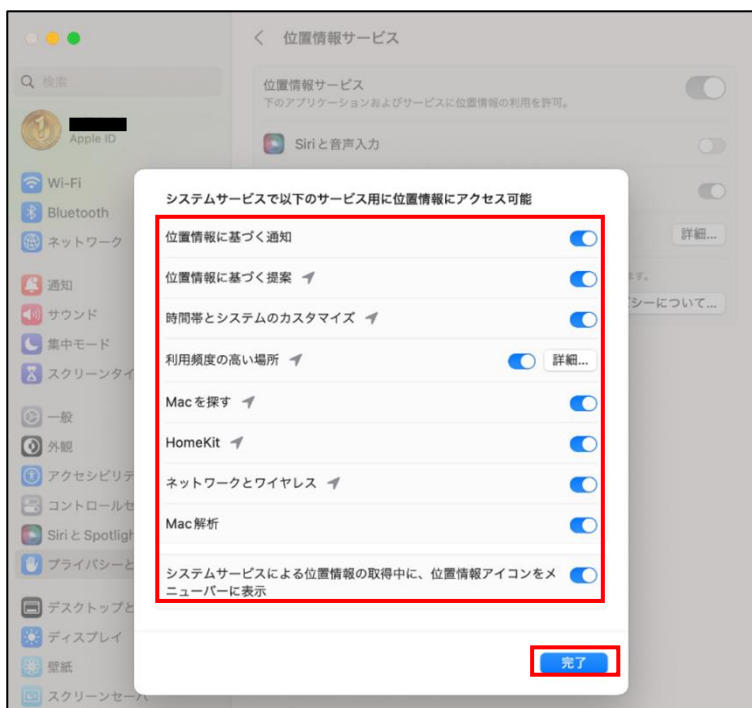 位置情報サービス
検索
Apple ID
Wi-Fi
Bluetooth
ネットワーク
通知
サウンド
集中モード
スクリーンタイ
一般
外観
アクセシビリテ
コントロールセ
Siri と Spotligh
プライバシーと
デスクトップと
ディスプレイ
壁紙
スクリーンセーバ
位置情報サービス
下のアプリケーションおよびサービスに位置情報の利用を許可。
Siri と音声入力
詳細...
ます。
シーについて...
システムサービスで以下のサービス用に位置情報にアクセス可能
位置情報に基づく通知
位置情報に基づく提案
時間帯とシステムのカスタマイズ
利用頻度の高い場所
詳細...
Mac を探す
HomeKit
ネットワークとワイヤレス
Mac 解析
システムサービスによる位置情報の取得中に、位置情報アイコンをメ
ニューバーに表示
完了